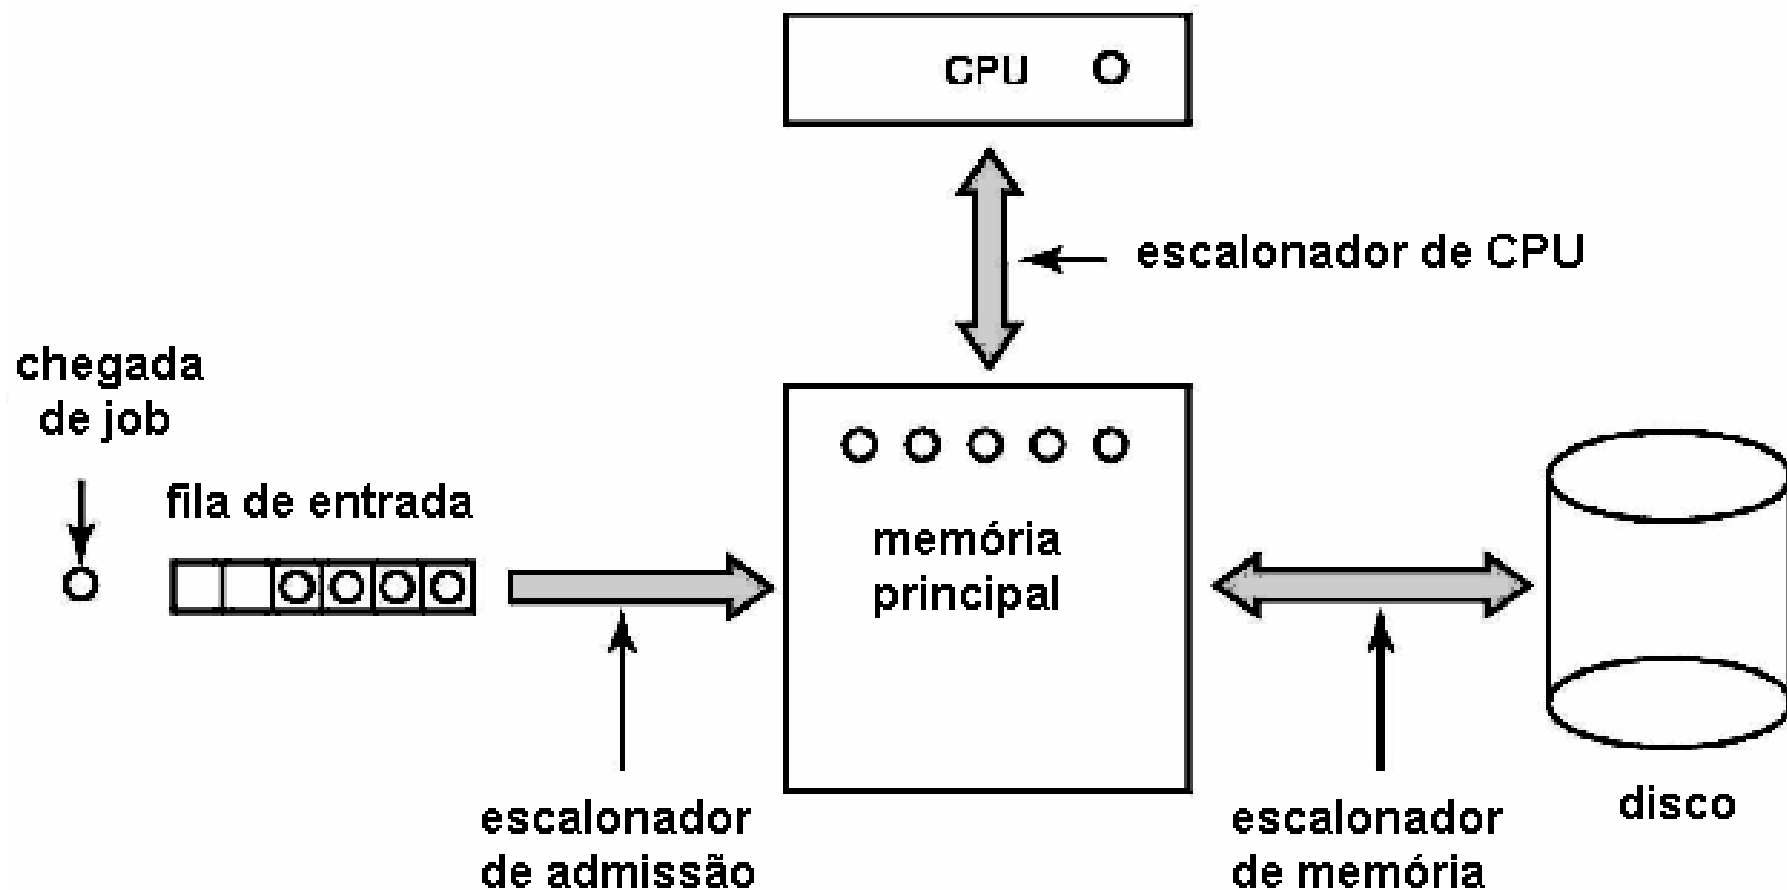 CPU
escalonador de CPU
chegada
de job
fila de entrada
memória
principal
escalonador
de admissão
escalonador
de memória
disco